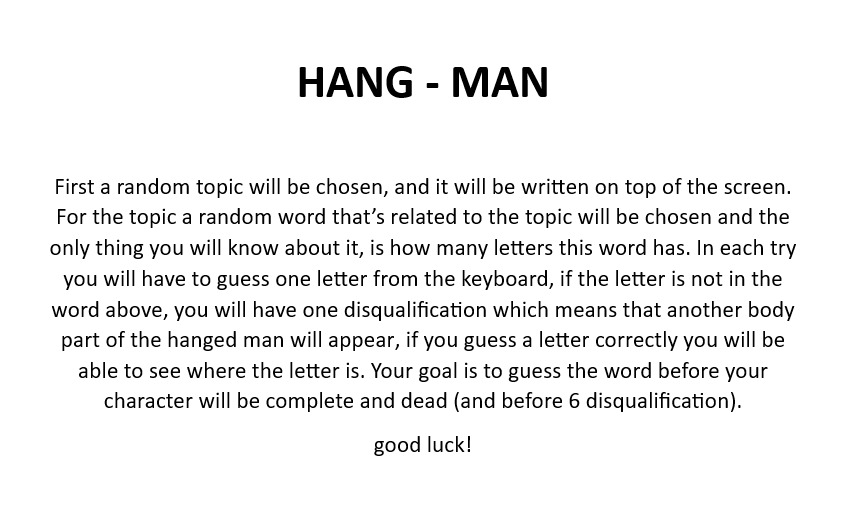 HANG - MAN
First a random topic will be chosen, and it will be written on top of the screen.
For the topic a random word that’s related to the topic will be chosen and the
only thing you will know about it, is how many letters this word has. In each try
you will have to guess one letter from the keyboard, if the letter is not in the
word above, you will have one disqualification which means that another body
part of the hanged man will appear, if you guess a letter correctly you will be
able to see where the letter is. Your goal is to guess the word before your
character will be complete and dead (and before 6 disqualification).
good luck!